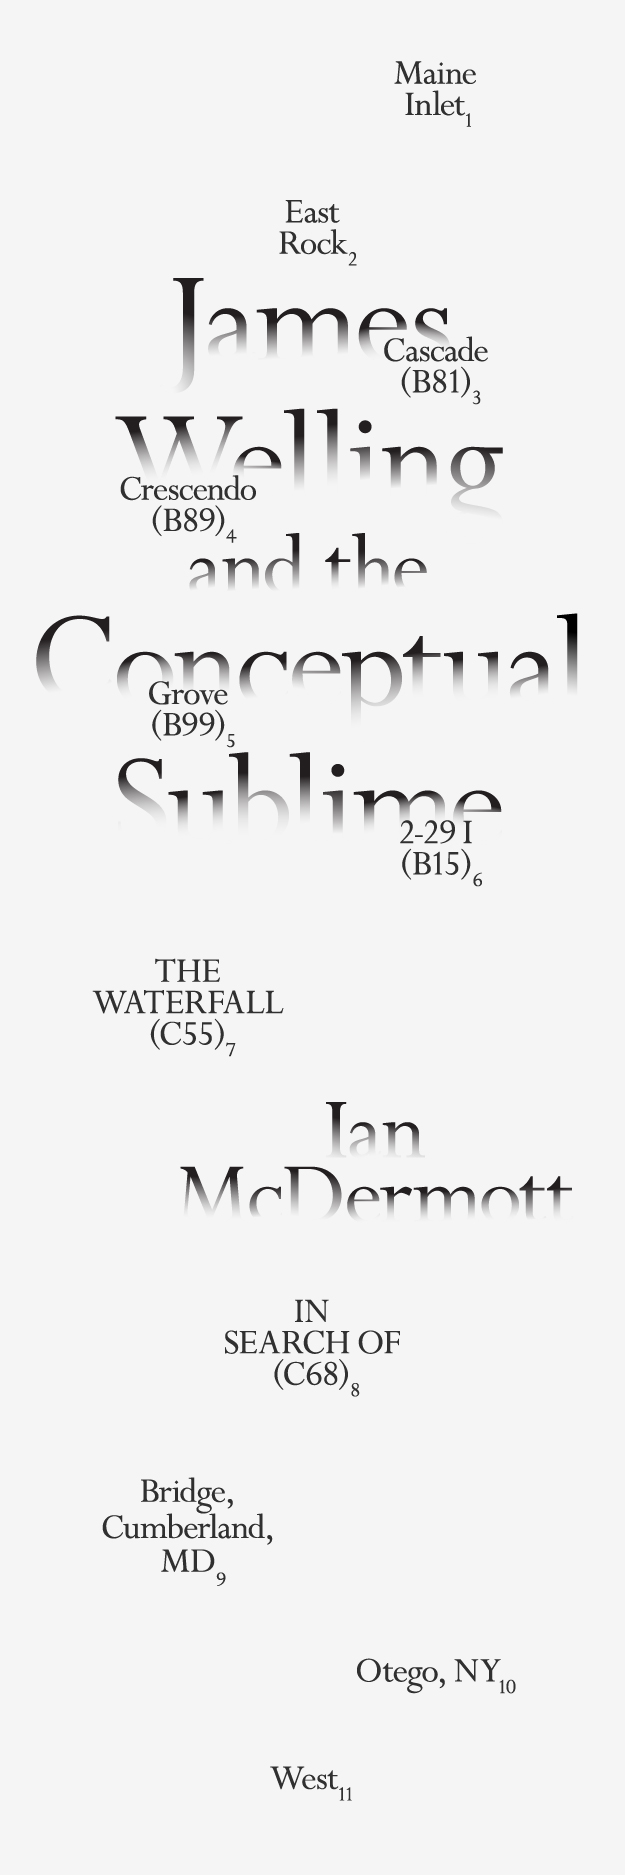 Maine
Inlet1
East
Rock2
James
Cascade
(B81)3
Welling
Crescendo
(B89)4
and the
Conceptual
Grove
(B99)5
Sublime
2-29 I
(B15)6
THE
WATERFALL
(C55)7
Ian
McDermott
IN
SEARCH OF
(C68)8
Bridge,
Cumberland,
MD9
Otego, NY10
West11